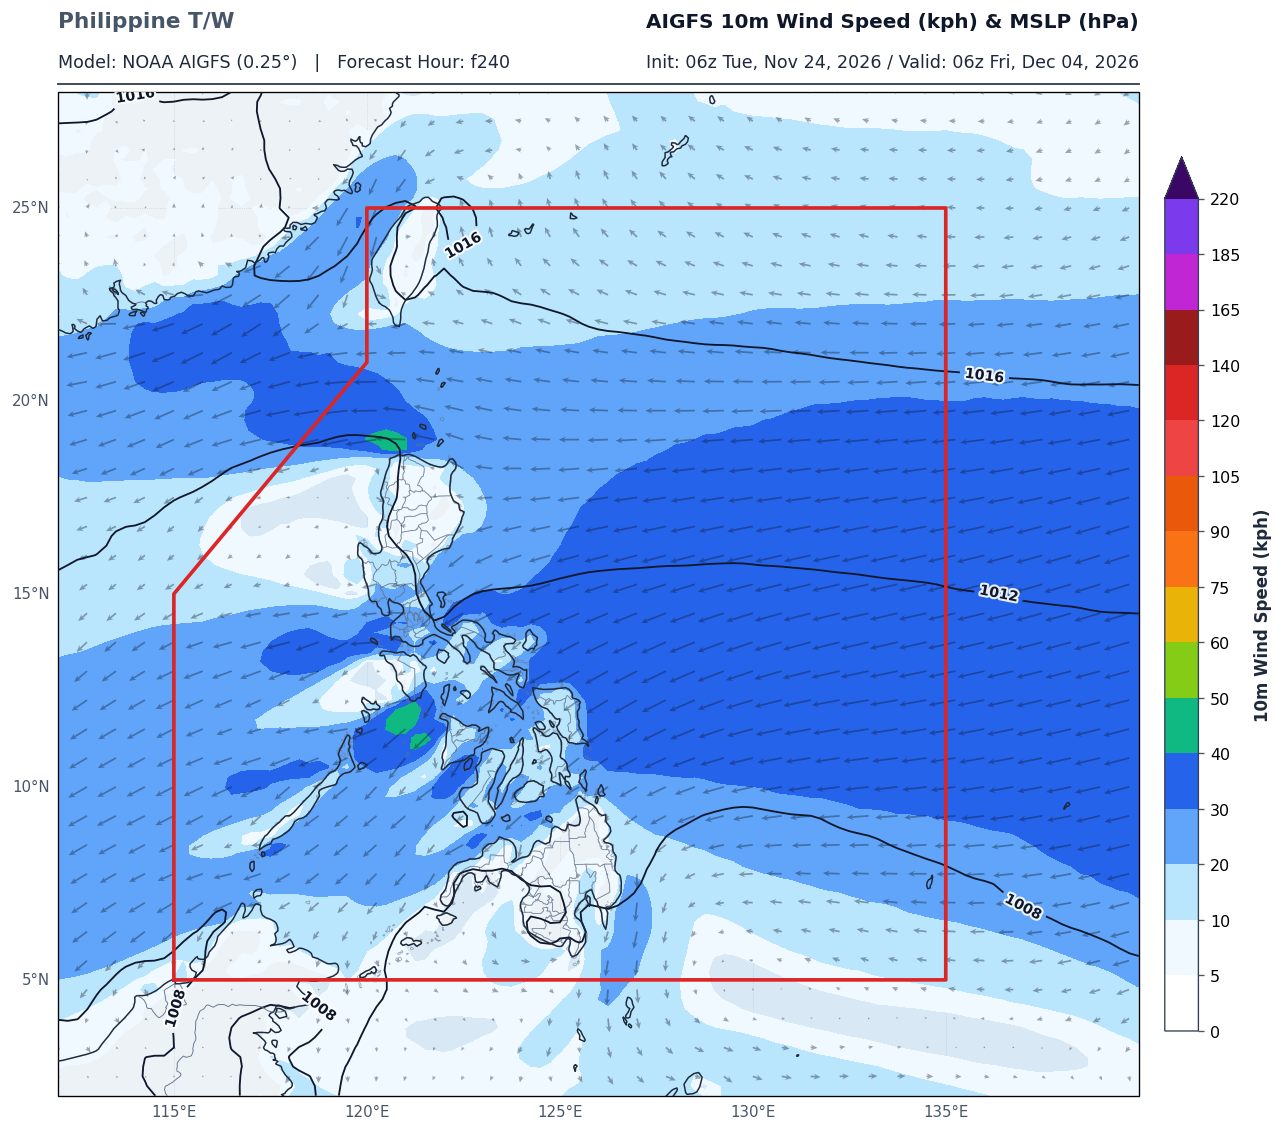 Philippine T/W
AIGFS 10m Wind Speed (kph) & MSLP (hPa)
Model: NOAA AIGFS (0.25°) | Forecast Hour: f240
Init: 06z Tue, Nov 24, 2026 / Valid: 06z Fri, Dec 04, 2026
1016
25°N
1016
20°N
1016
15°N
1012
10°N
1008
5°N
1008
1008
115°E
120°E
125°E
130°E
135°E
220
185
165
140
120
105
90
75
60
50
40
30
20
10
5
0
10m Wind Speed (kph)